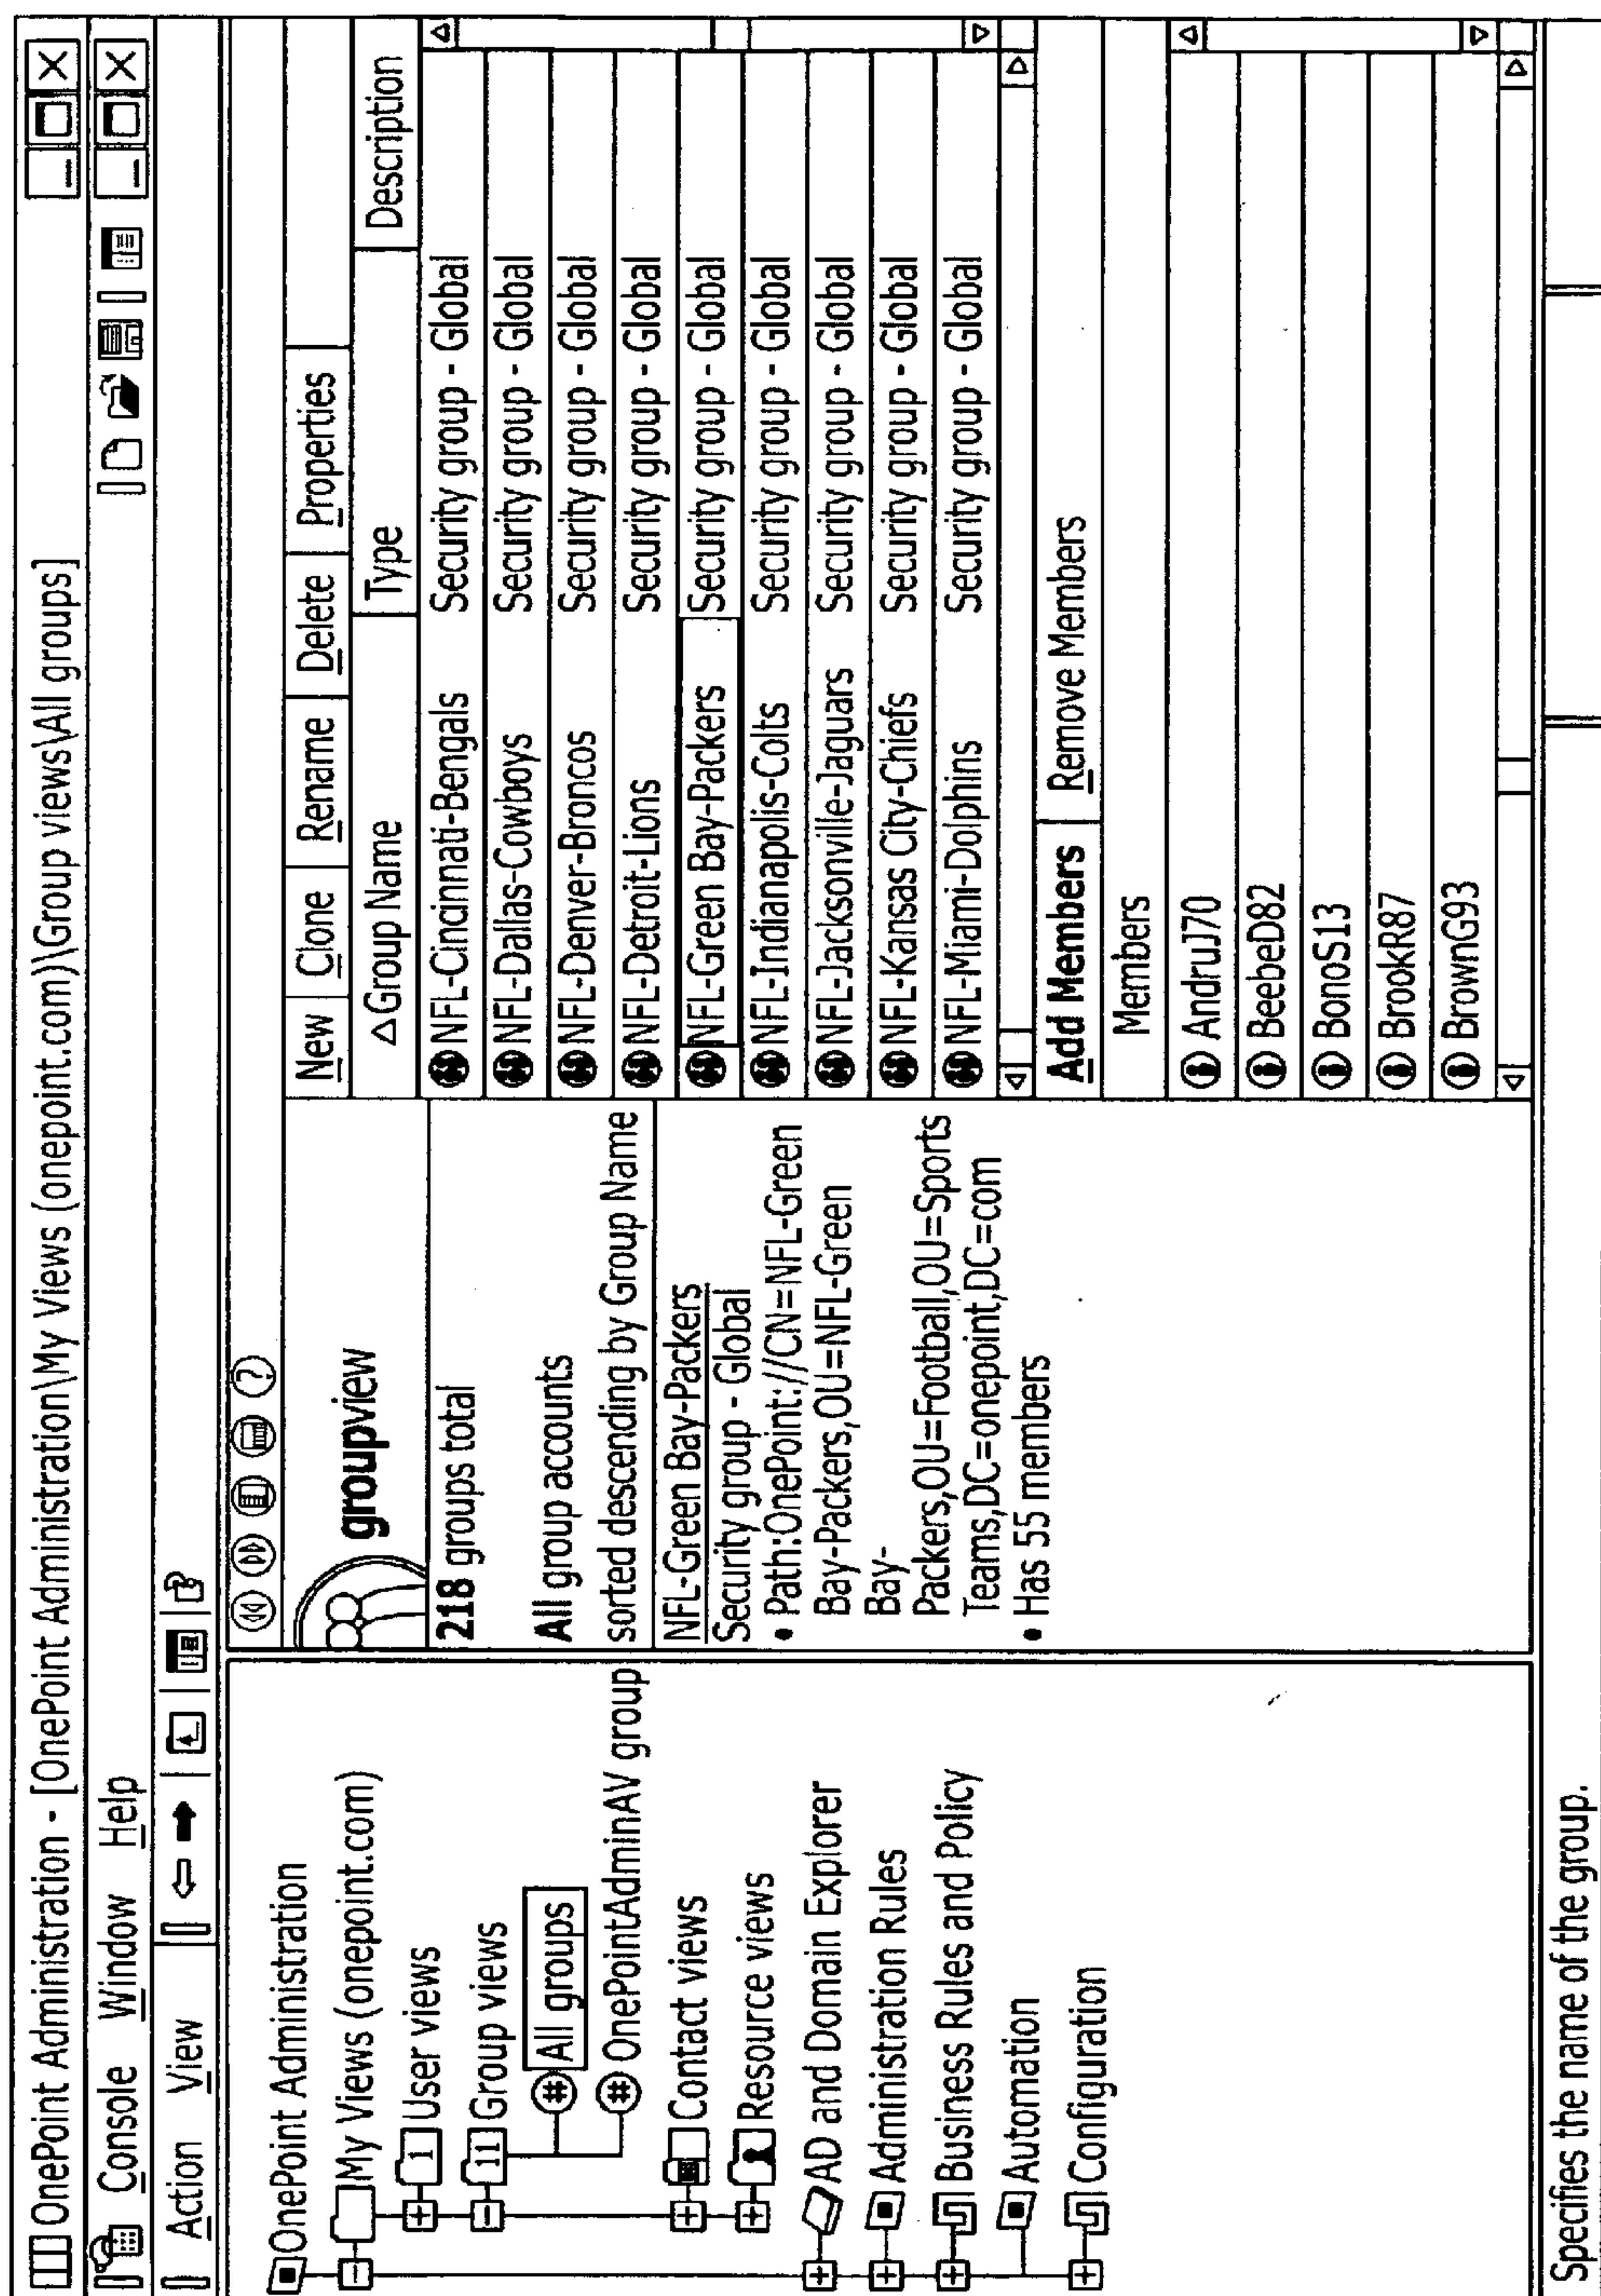 OnePoint Administration - [OnePoint Administration\My Views (onepoint.com)\Group views\All groups]
Console Window Help
Action View
OnePoint Administration
My Views (onepoint.com)
1 User views
11 Group views
# All groups
# OnePointAdminAV group
Contact views
Resource views
AD and Domain Explorer
Administration Rules
Business Rules and Policy
Automation
Configuration
?
groupview
218 groups total
All group accounts
sorted descending by Group Name
NFL-Green Bay-Packers
Security group - Global
• Path:OnePoint://CN=NFL-Green
Bay-Packers,OU=NFL-Green
Bay-
Packers,OU=Football,OU=Sports
Teams,DC=onepoint,DC=com
• Has 55 members
New Clone Rename Delete Properties
Group Name Type Description
NFL-Cincinnati-Bengals Security group - Global
NFL-Dallas-Cowboys Security group - Global
NFL-Denver-Broncos Security group - Global
NFL-Detroit-Lions Security group - Global
NFL-Green Bay-Packers Security group - Global
NFL-Indianapolis-Colts Security group - Global
NFL-Jacksonville-Jaguars Security group - Global
NFL-Kansas City-Chiefs Security group - Global
NFL-Miami-Dolphins Security group - Global
Add Members Remove Members
Members
AndruJ70
BeebeD82
BonoS13
BrookR87
BrownG93
Specifies the name of the group.